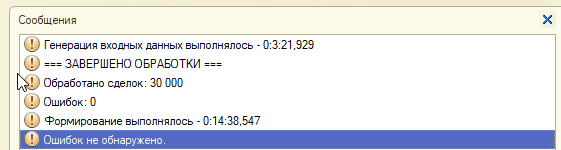 Сообщения
Генерация входных данных выполнялось - 0:3:21,929
=== ЗАВЕРШЕНО ОБРАБОТКИ ===
Обработано сделок: 30 000
Ошибок: 0
Формирование выполнялось - 0:14:38,547
Ошибок не обнаружено.